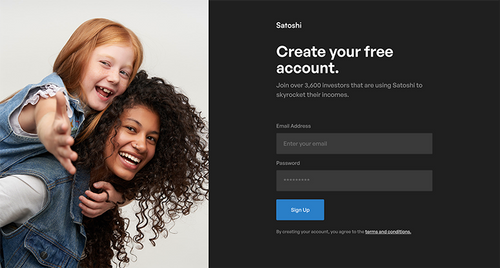 Satoshi
Create your free
account.
Join over 3,600 investors that are using Satoshi to
skyrocket their incomes.
Email Address
Enter your email
Password
*********
Sign Up
By creating your account, you agree to the terms and conditions.